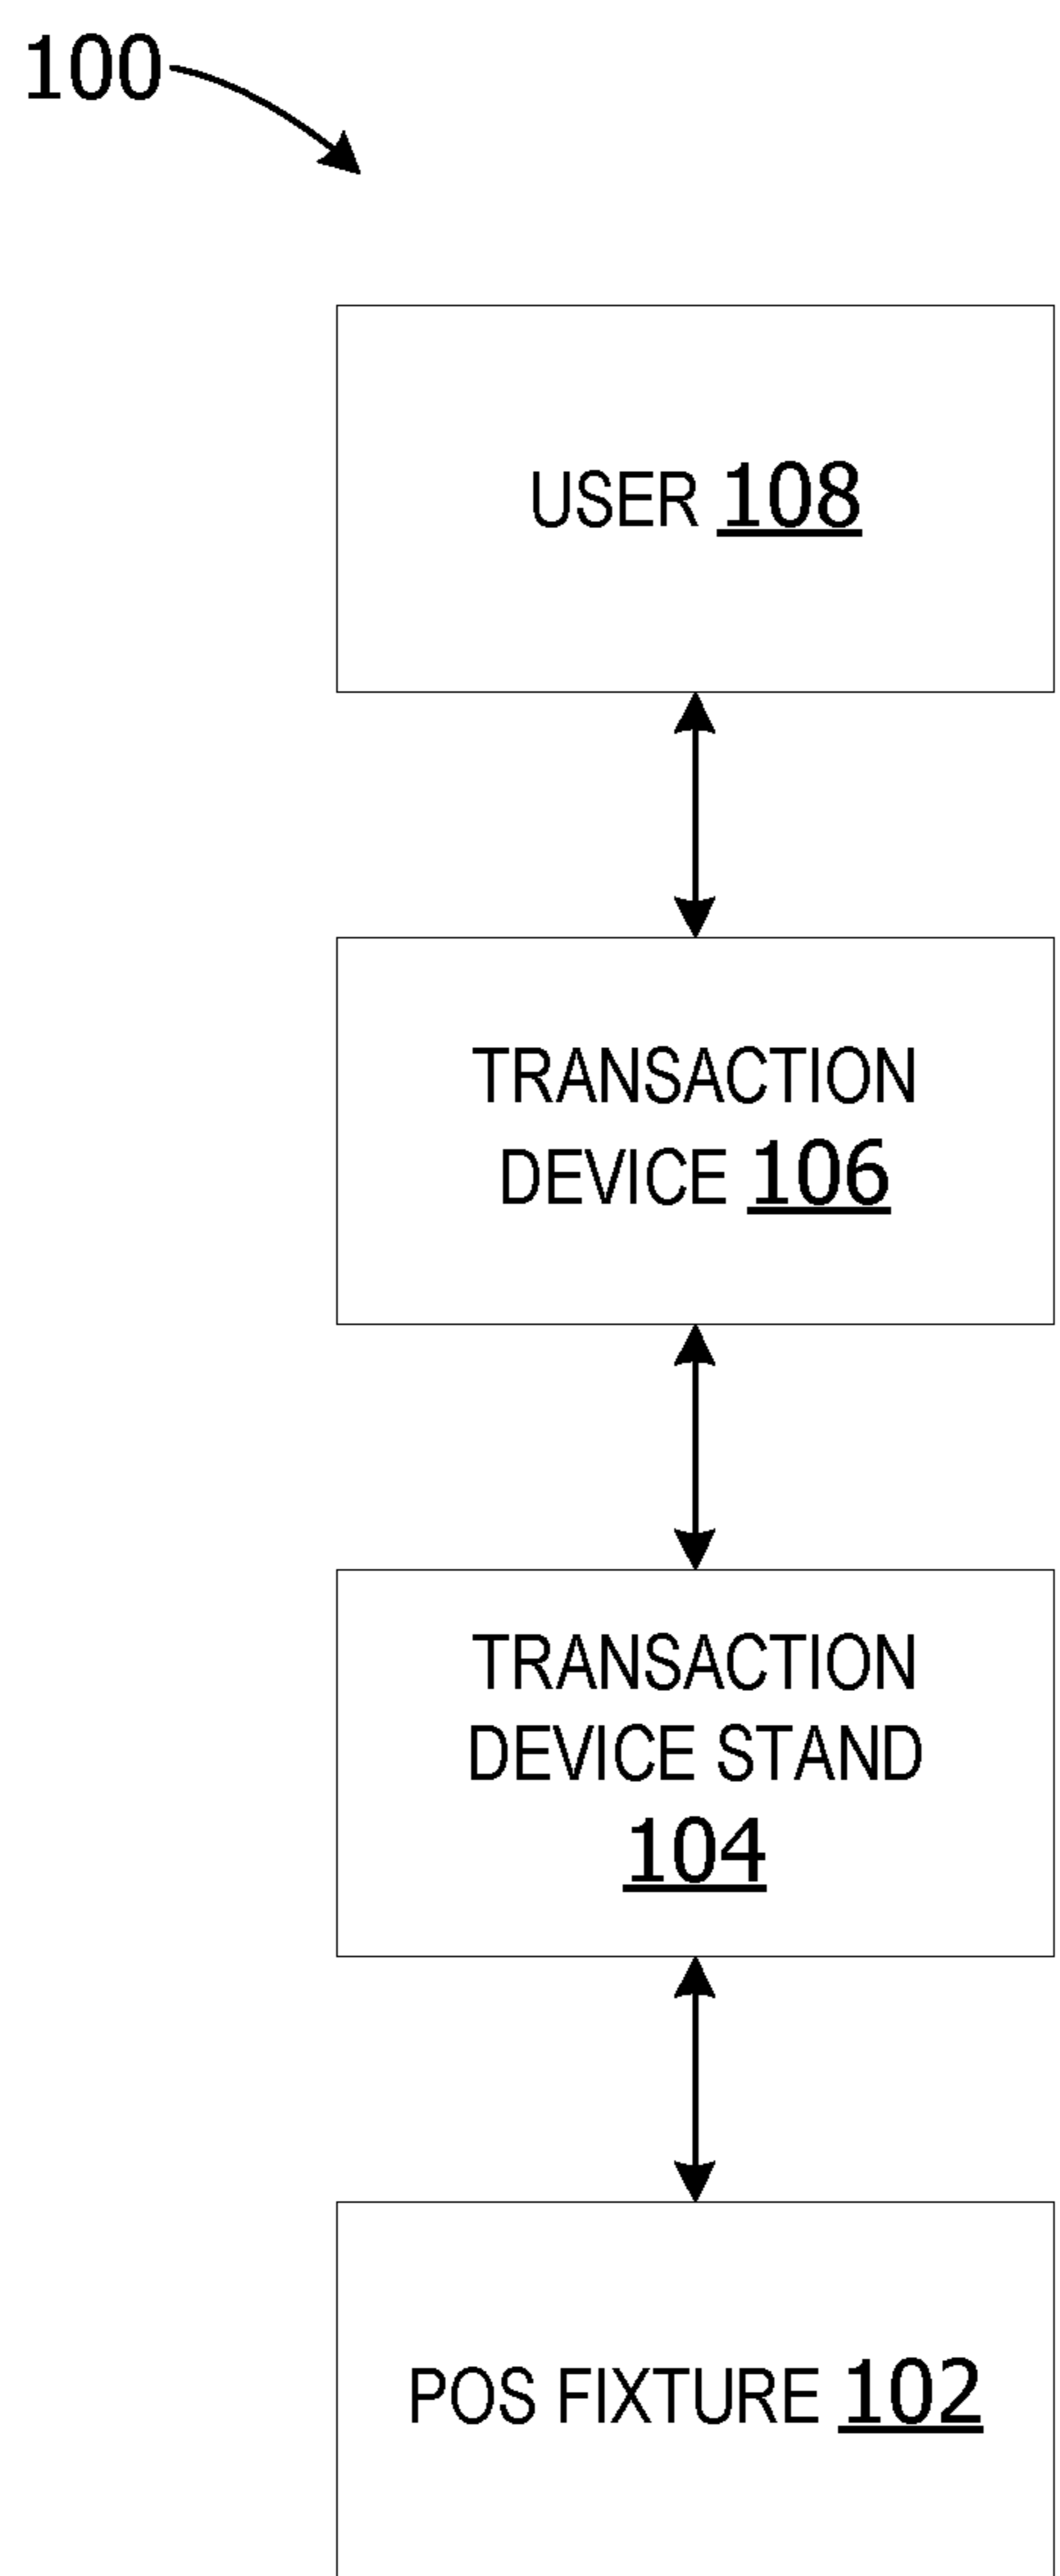 100
USER 108
TRANSACTION
DEVICE 106
TRANSACTION
DEVICE STAND
104
POS FIXTURE 102